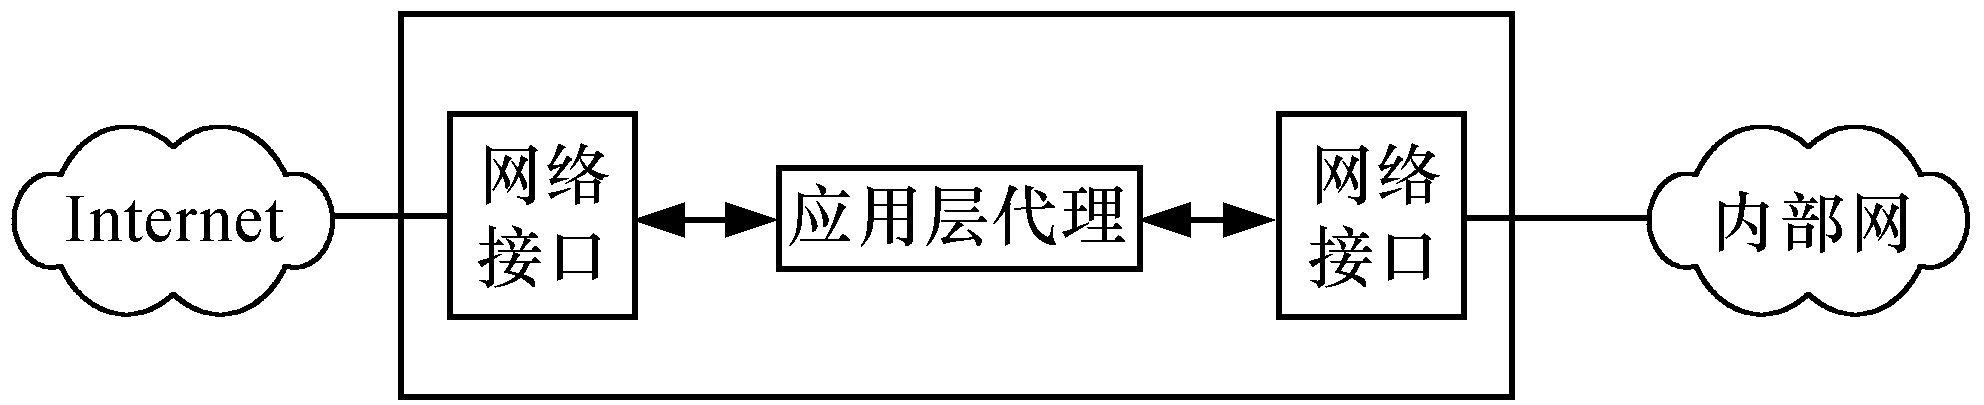 Internet
网络
接口
应用层代理
网络
接口
内部网